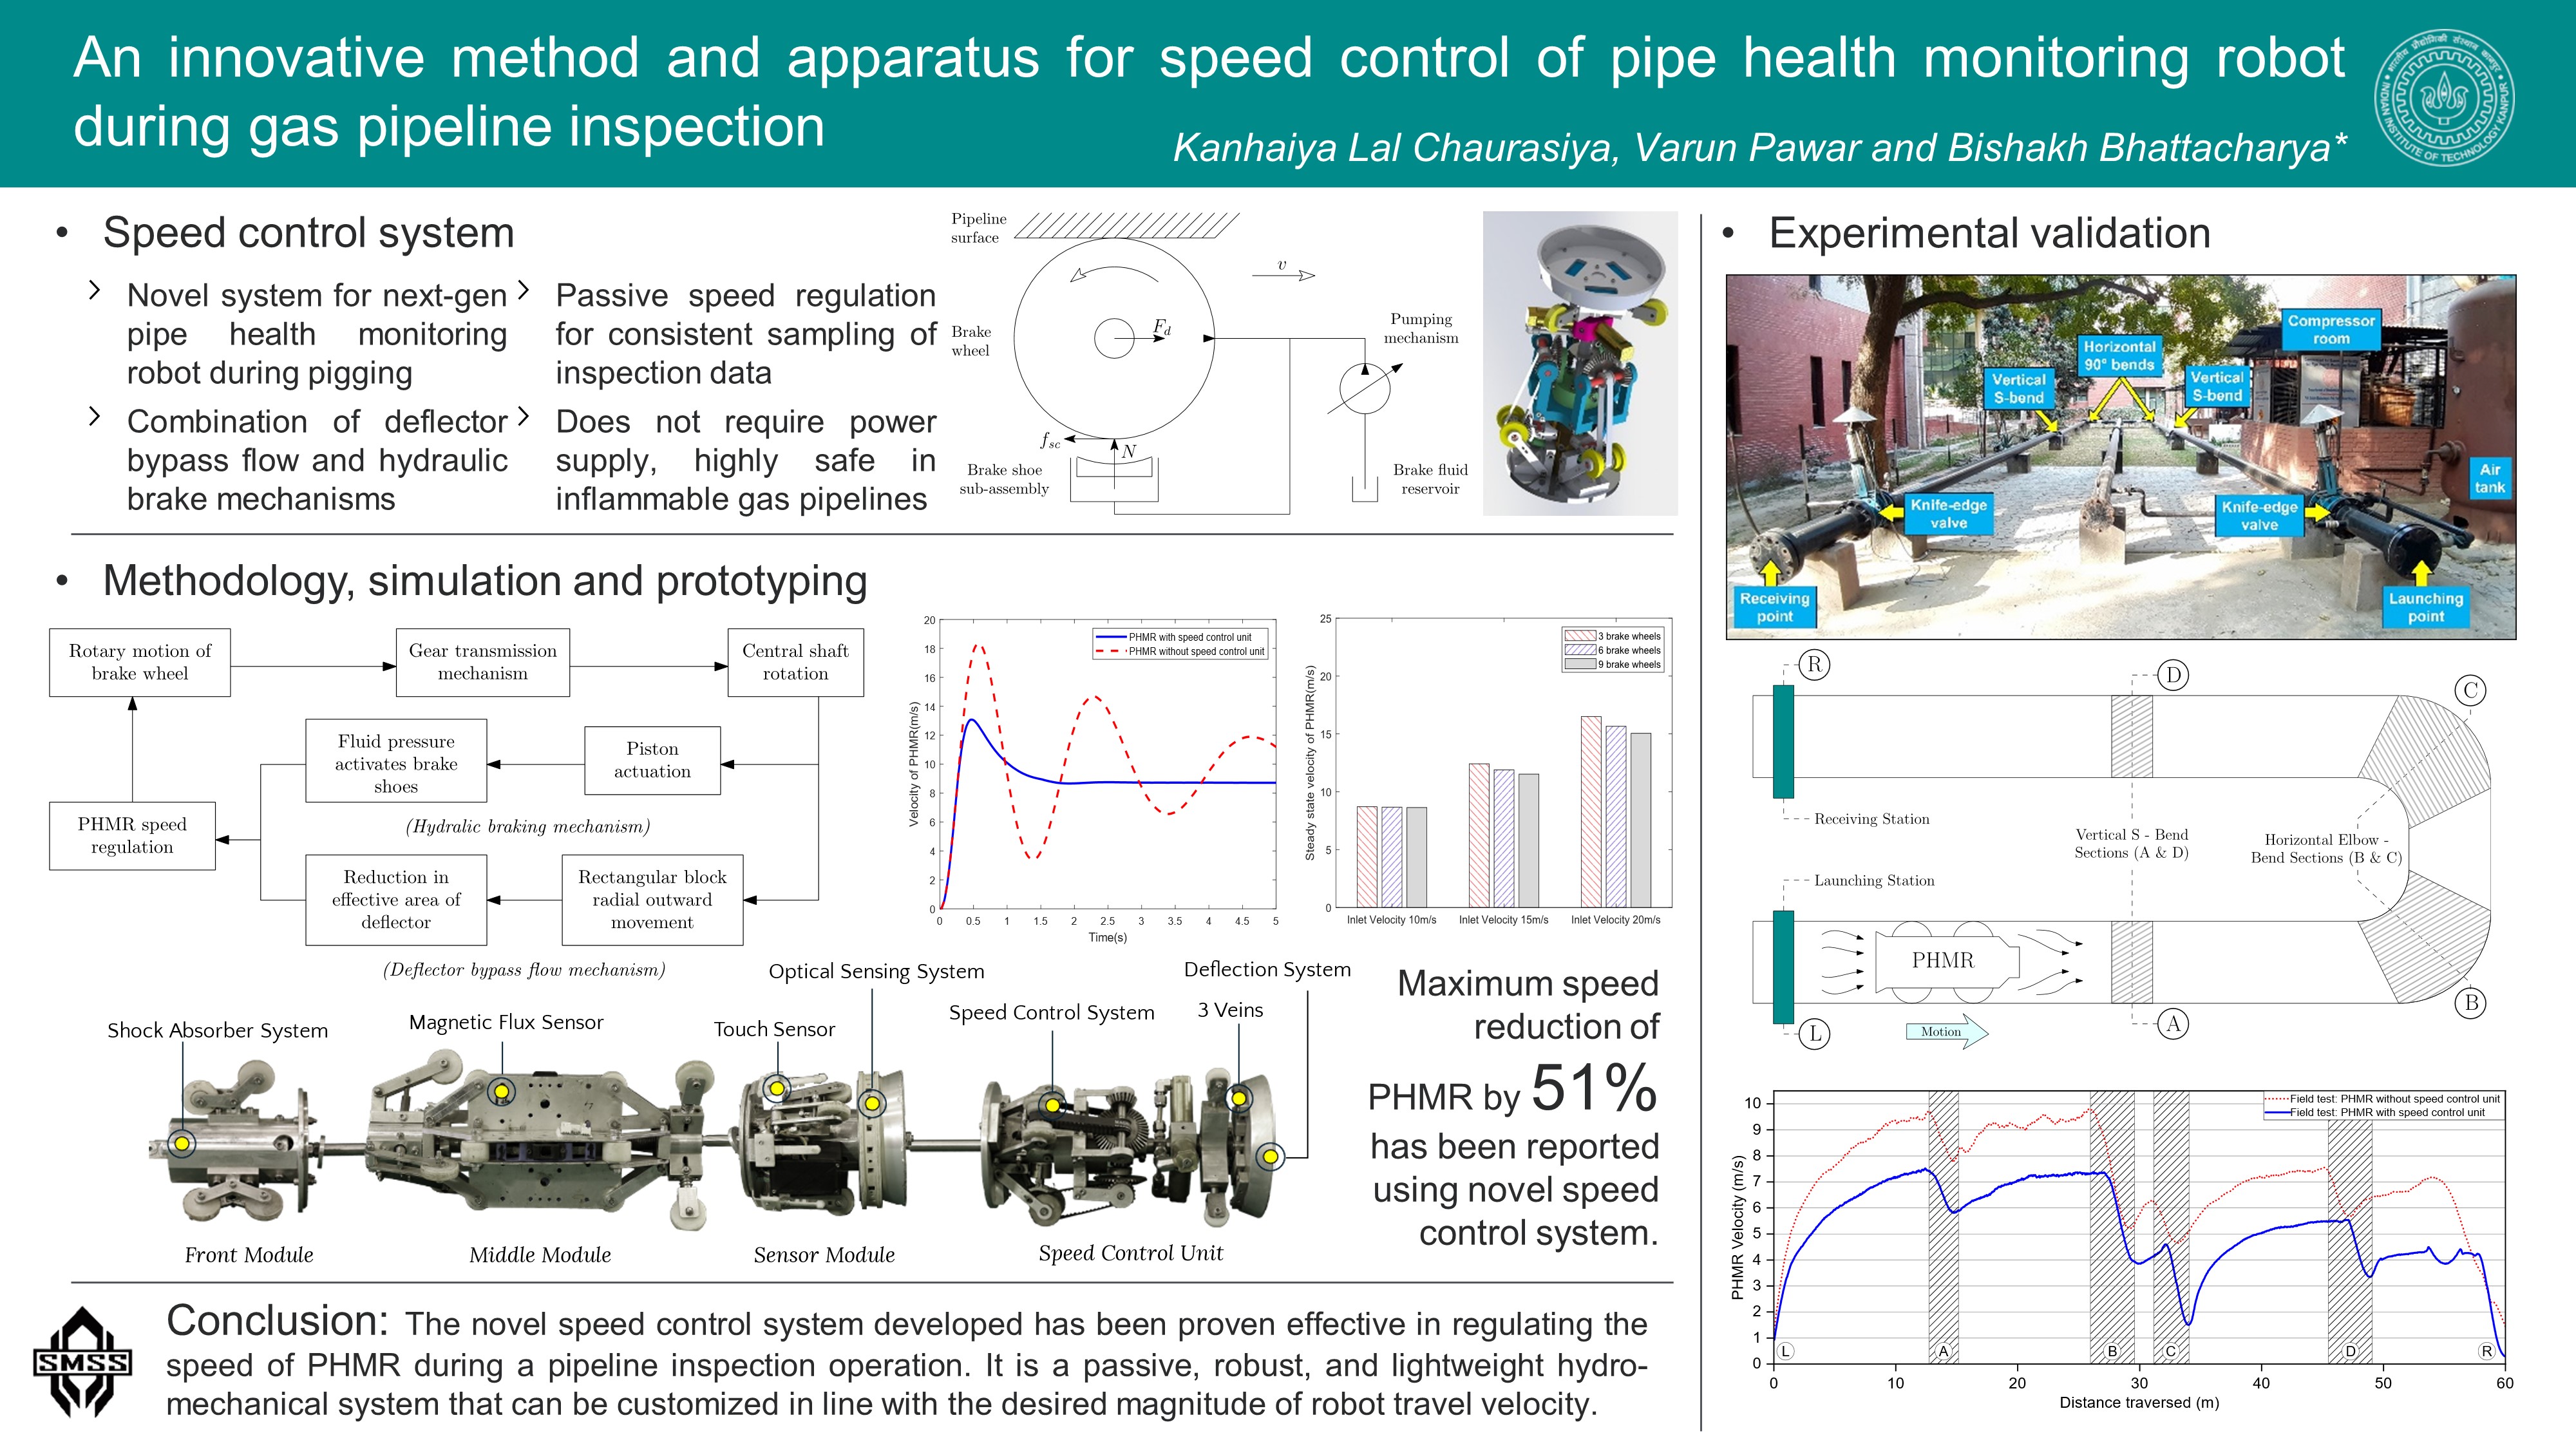 An innovative method and apparatus for speed control of pipe health monitoring robot
during gas pipeline inspection
Kanhaiya Lal Chaurasiya, Varun Pawar and Bishakh Bhattacharya*
भारतीय प्रौद्योगिकी संस्थान कानपुर
INDIAN INSTITUTE OF TECHNOLOGY KANPUR
• Speed control system
Novel system for next-gen
pipe health monitoring
robot during pigging
Combination of deflector
bypass flow and hydraulic
brake mechanisms
Passive speed regulation
for consistent sampling of
inspection data
Does not require power
supply, highly safe in
inflammable gas pipelines
Pipeline
surface
Brake
wheel
F_d
v
Pumping
mechanism
f_sc
N
Brake shoe
sub-assembly
Brake fluid
reservoir
• Methodology, simulation and prototyping
Rotary motion of
brake wheel
Gear transmission
mechanism
Central shaft
rotation
Fluid pressure
activates brake
shoes
Piston
actuation
(Hydralic braking mechanism)
PHMR speed
regulation
Reduction in
effective area of
deflector
Rectangular block
radial outward
movement
(Deflector bypass flow mechanism)
Velocity of PHMR(m/s)
20
18
16
14
12
10
8
6
4
2
0
PHMR with speed control unit
PHMR without speed control unit
0 0.5 1 1.5 2 2.5 3 3.5 4 4.5 5
Time(s)
Steady state velocity of PHMR(m/s)
25
20
15
10
5
0
3 brake wheels
6 brake wheels
9 brake wheels
Inlet Velocity 10m/s Inlet Velocity 15m/s Inlet Velocity 20m/s
Shock Absorber System
Magnetic Flux Sensor
Touch Sensor
Optical Sensing System
Speed Control System
3 Veins
Deflection System
Front Module
Middle Module
Sensor Module
Speed Control Unit
Maximum speed
reduction of
PHMR by 51%
has been reported
using novel speed
control system.
SMSS
Conclusion: The novel speed control system developed has been proven effective in regulating the
speed of PHMR during a pipeline inspection operation. It is a passive, robust, and lightweight hydro-
mechanical system that can be customized in line with the desired magnitude of robot travel velocity.
• Experimental validation
Compressor
room
Horizontal
90° bends
Vertical
S-bend
Vertical
S-bend
Air
tank
Knife-edge
valve
Knife-edge
valve
Receiving
point
Launching
point
R
D
C
Receiving Station
Vertical S - Bend
Sections (A & D)
Horizontal Elbow -
Bend Sections (B & C)
Launching Station
PHMR
B
A
L
Motion
PHMR Velocity (m/s)
10
9
8
7
6
5
4
3
2
1
0
Field test: PHMR without speed control unit
Field test: PHMR with speed control unit
L A B C D R
0 10 20 30 40 50 60
Distance traversed (m)